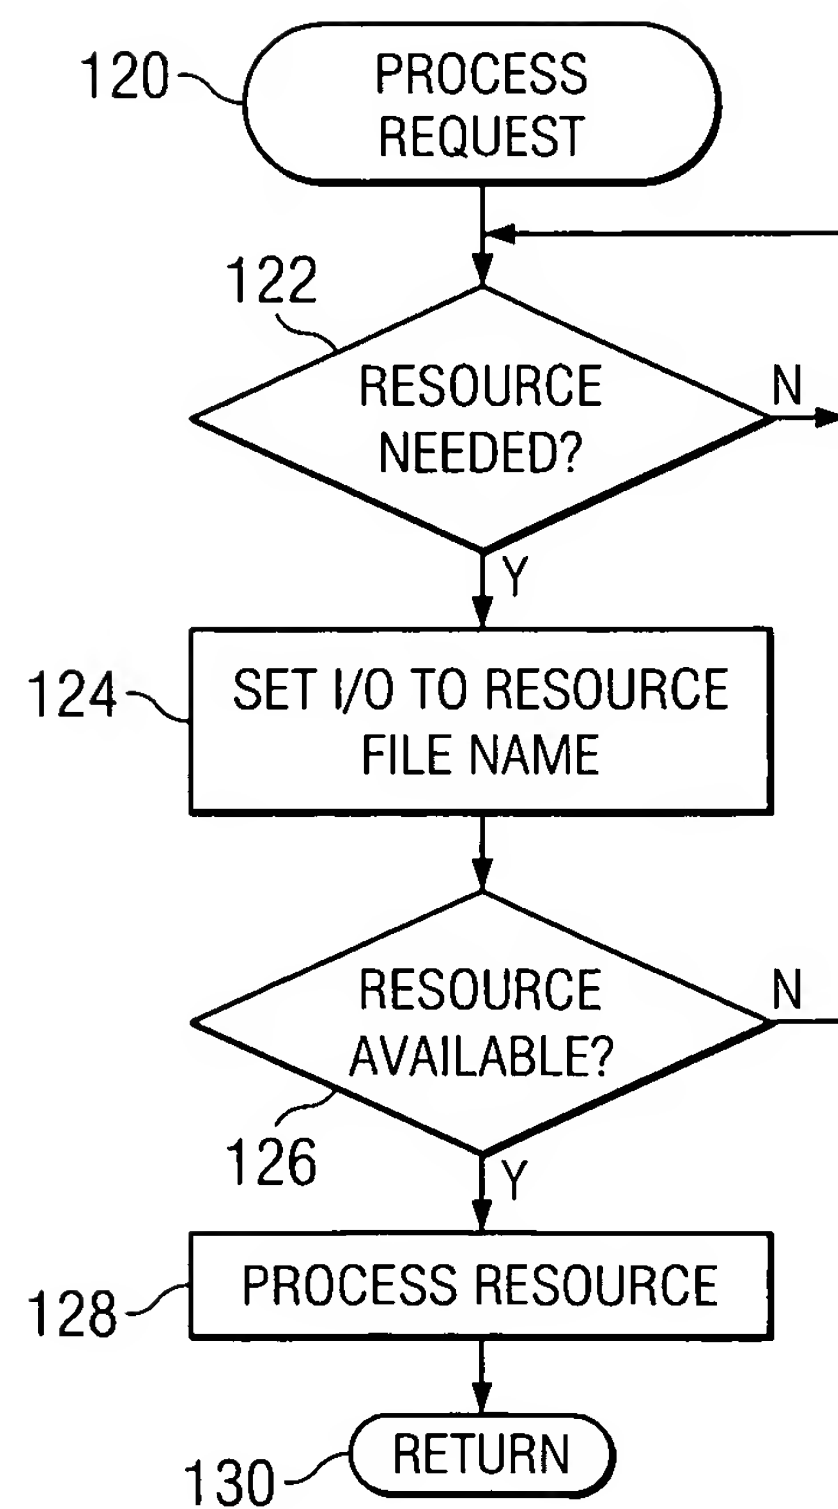 120
PROCESS
REQUEST
122
RESOURCE
NEEDED?
N
Y
124
SET I/O TO RESOURCE
FILE NAME
RESOURCE
AVAILABLE?
N
126
Y
PROCESS RESOURCE
128
RETURN
130